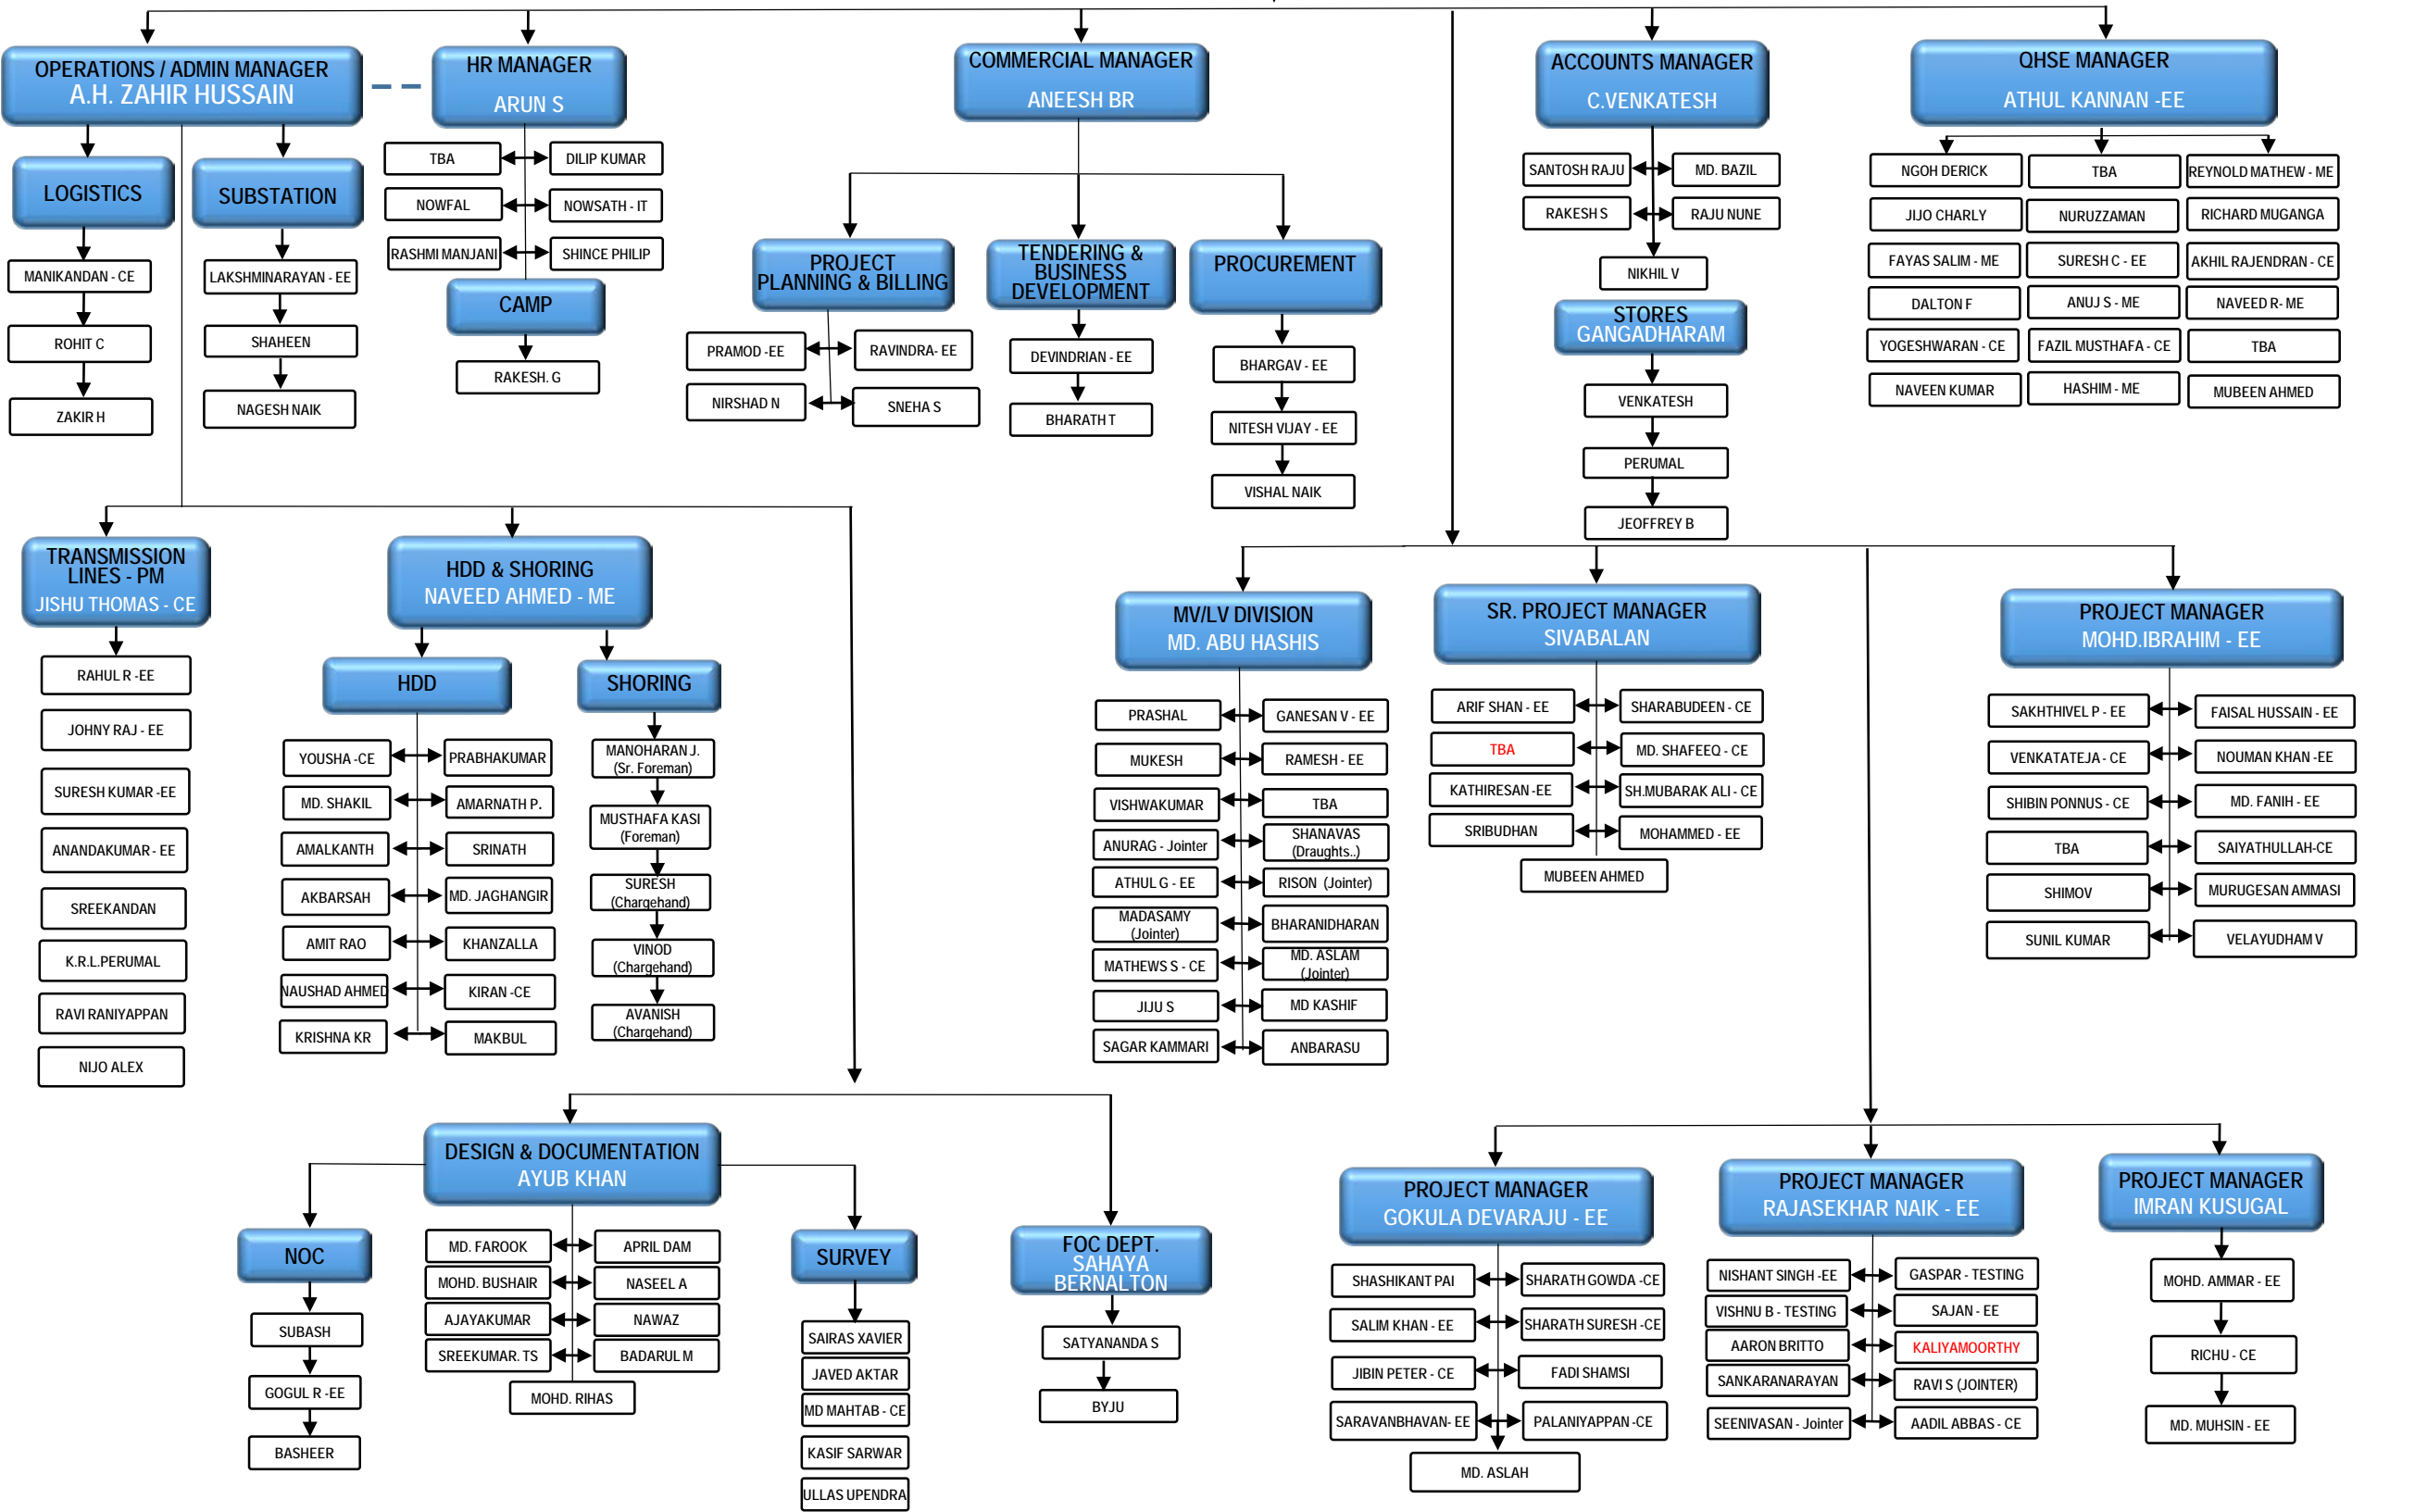 OPERATIONS / ADMIN MANAGER
A.H. ZAHIR HUSSAIN
HR MANAGER
ARUN S
COMMERCIAL MANAGER
ANEESH BR
ACCOUNTS MANAGER
C.VENKATESH
QHSE MANAGER
ATHUL KANNAN -EE
LOGISTICS
MANIKANDAN - CE
ROHIT C
ZAKIR H
SUBSTATION
LAKSHMINARAYAN - EE
SHAHEEN
NAGESH NAIK
TBA
DILIP KUMAR
NOWFAL
NOWSATH - IT
RASHMI MANJANI
SHINCE PHILIP
CAMP
RAKESH. G
PROJECT
PLANNING & BILLING
PRAMOD -EE
RAVINDRA- EE
NIRSHAD N
SNEHA S
TENDERING &
BUSINESS
DEVELOPMENT
DEVINDRIAN - EE
BHARATH T
PROCUREMENT
BHARGAV - EE
NITESH VIJAY - EE
VISHAL NAIK
SANTOSH RAJU
MD. BAZIL
RAKESH S
RAJU NUNE
NIKHIL V
STORES
GANGADHARAM
VENKATESH
PERUMAL
JEOFFREY B
NGOH DERICK
TBA
REYNOLD MATHEW - ME
JIJO CHARLY
NURUZZAMAN
RICHARD MUGANGA
FAYAS SALIM - ME
SURESH C - EE
AKHIL RAJENDRAN - CE
DALTON F
ANUJ S - ME
NAVEED R- ME
YOGESHWARAN - CE
FAZIL MUSTHAFA - CE
TBA
NAVEEN KUMAR
HASHIM - ME
MUBEEN AHMED
TRANSMISSION
LINES - PM
JISHU THOMAS - CE
RAHUL R -EE
JOHNY RAJ - EE
SURESH KUMAR -EE
ANANDAKUMAR - EE
SREEKANDAN
K.R.L.PERUMAL
RAVI RANIYAPPAN
NIJO ALEX
HDD & SHORING
NAVEED AHMED - ME
HDD
YOUSHA -CE
PRABHAKUMAR
MD. SHAKIL
AMARNATH P.
AMALKANTH
SRINATH
AKBARSAH
MD. JAGHANGIR
AMIT RAO
KHANZALLA
NAUSHAD AHMED
KIRAN -CE
KRISHNA KR
MAKBUL
SHORING
MANOHARAN J.
(Sr. Foreman)
MUSTHAFA KASI
(Foreman)
SURESH
(Chargehand)
VINOD
(Chargehand)
AVANISH
(Chargehand)
MV/LV DIVISION
MD. ABU HASHIS
PRASHAL
GANESAN V - EE
MUKESH
RAMESH - EE
VISHWAKUMAR
TBA
ANURAG - Jointer
SHANAVAS
(Draughts..)
ATHUL G - EE
RISON (Jointer)
MADASAMY
(Jointer)
BHARANIDHARAN
MATHEWS S - CE
MD. ASLAM
(Jointer)
JIJU S
MD KASHIF
SAGAR KAMMARI
ANBARASU
SR. PROJECT MANAGER
SIVABALAN
ARIF SHAN - EE
SHARABUDEEN - CE
TBA
MD. SHAFEEQ - CE
KATHIRESAN -EE
SH.MUBARAK ALI - CE
SRIBUDHAN
MOHAMMED - EE
MUBEEN AHMED
PROJECT MANAGER
MOHD.IBRAHIM - EE
SAKHTHIVEL P - EE
FAISAL HUSSAIN - EE
VENKATATEJA - CE
NOUMAN KHAN -EE
SHIBIN PONNUS - CE
MD. FANIH - EE
TBA
SAIYATHULLAH-CE
SHIMOV
MURUGESAN AMMASI
SUNIL KUMAR
VELAYUDHAM V
DESIGN & DOCUMENTATION
AYUB KHAN
NOC
SUBASH
GOGUL R -EE
BASHEER
MD. FAROOK
APRIL DAM
MOHD. BUSHAIR
NASEEL A
AJAYAKUMAR
NAWAZ
SREEKUMAR. TS
BADARUL M
MOHD. RIHAS
SURVEY
SAIRAS XAVIER
JAVED AKTAR
MD MAHTAB - CE
KASIF SARWAR
ULLAS UPENDRA
FOC DEPT.
SAHAYA
BERNALTON
SATYANANDA S
BYJU
PROJECT MANAGER
GOKULA DEVARAJU - EE
SHASHIKANT PAI
SHARATH GOWDA -CE
SALIM KHAN - EE
SHARATH SURESH -CE
JIBIN PETER - CE
FADI SHAMSI
SARAVANBHAVAN- EE
PALANIYAPPAN -CE
MD. ASLAH
PROJECT MANAGER
RAJASEKHAR NAIK - EE
NISHANT SINGH -EE
GASPAR - TESTING
VISHNU B - TESTING
SAJAN - EE
AARON BRITTO
KALIYAMOORTHY
SANKARANARAYAN
RAVI S (JOINTER)
SEENIVASAN - Jointer
AADIL ABBAS - CE
PROJECT MANAGER
IMRAN KUSUGAL
MOHD. AMMAR - EE
RICHU - CE
MD. MUHSIN - EE